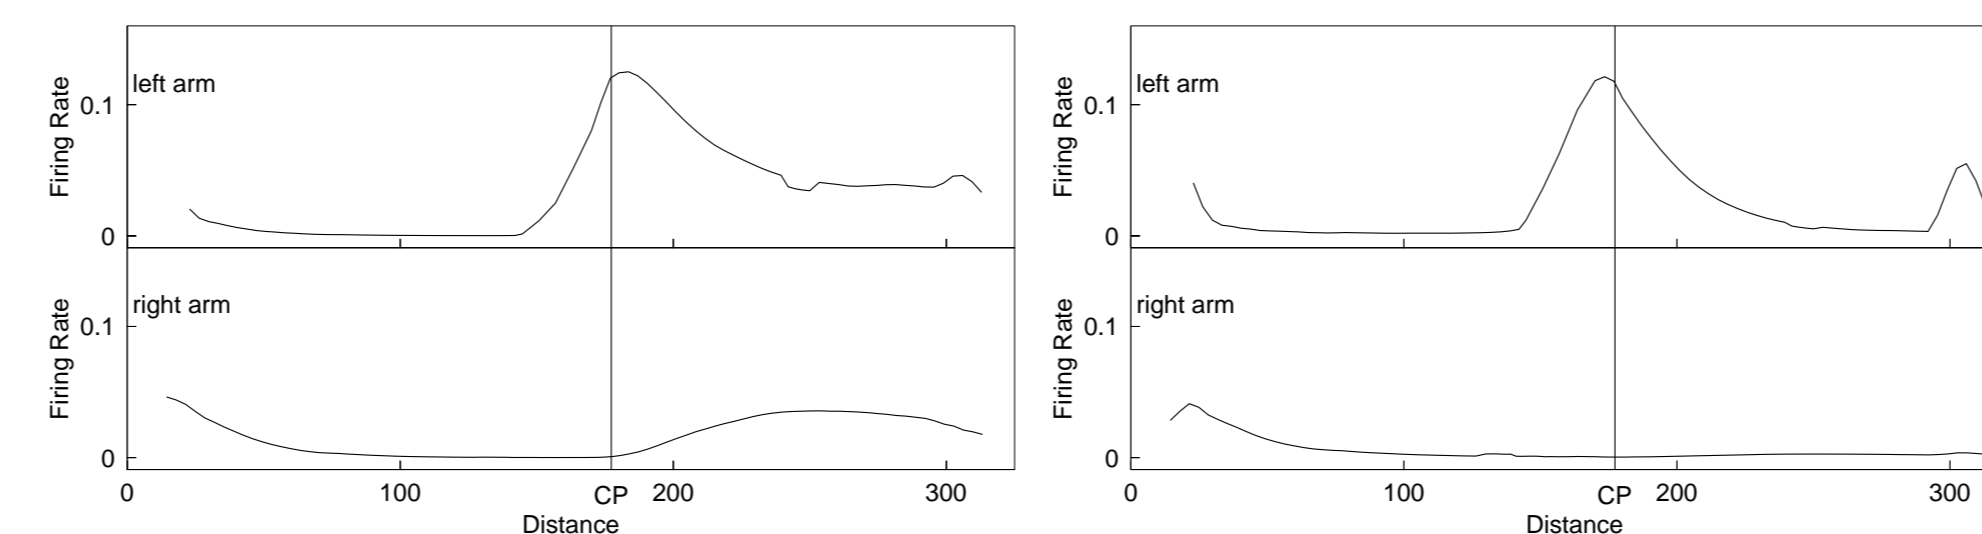 Firing Rate
0.1
0
left arm
Firing Rate
0.1
0
right arm
0 100 CP 200 300
Distance
Firing Rate
0.1
0
left arm
Firing Rate
0.1
0
right arm
0 100 CP 200 300
Distance